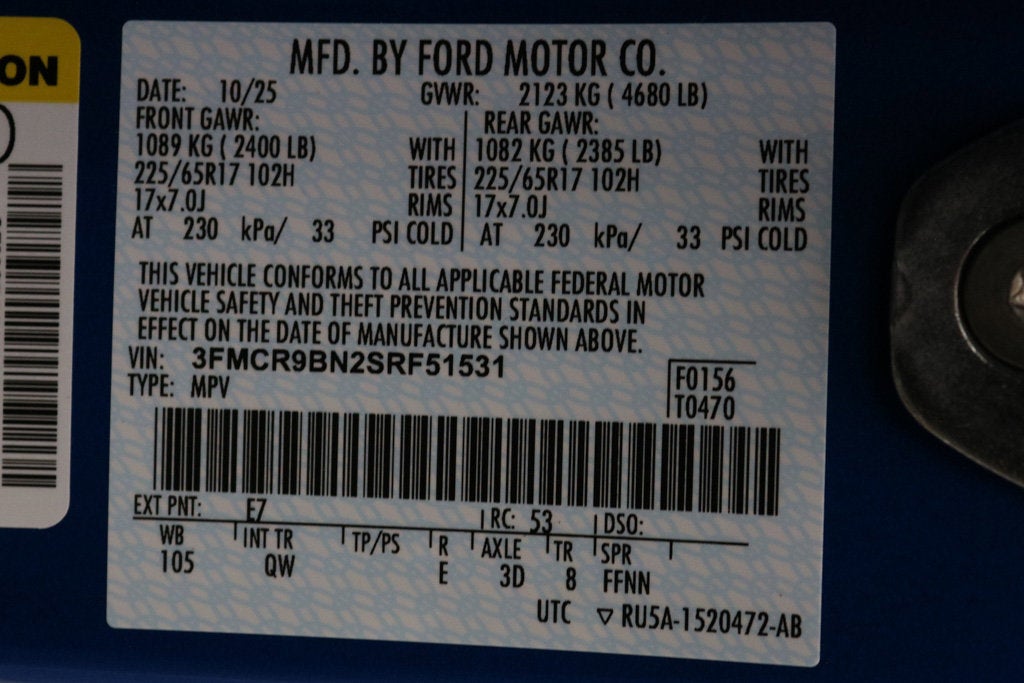 ON
MFD. BY FORD MOTOR CO.
DATE: 10/25 GVWR: 2123 KG ( 4680 LB)
FRONT GAWR: REAR GAWR:
1089 KG ( 2400 LB) WITH 1082 KG ( 2385 LB) WITH
225/65R17 102H TIRES 225/65R17 102H TIRES
17x7.0J RIMS 17x7.0J RIMS
AT 230 kPa/ 33 PSI COLD AT 230 kPa/ 33 PSI COLD
THIS VEHICLE CONFORMS TO ALL APPLICABLE FEDERAL MOTOR
VEHICLE SAFETY AND THEFT PREVENTION STANDARDS IN
EFFECT ON THE DATE OF MANUFACTURE SHOWN ABOVE.
VIN: 3FMCR9BN2SRF51531
TYPE: MPV
F0156
T0470
EXT PNT: E7 RC: 53 DSO:
WB INT TR TP/PS R AXLE TR SPR
105 QW E 3D 8 FFNN
UTC ▽ RU5A-1520472-AB